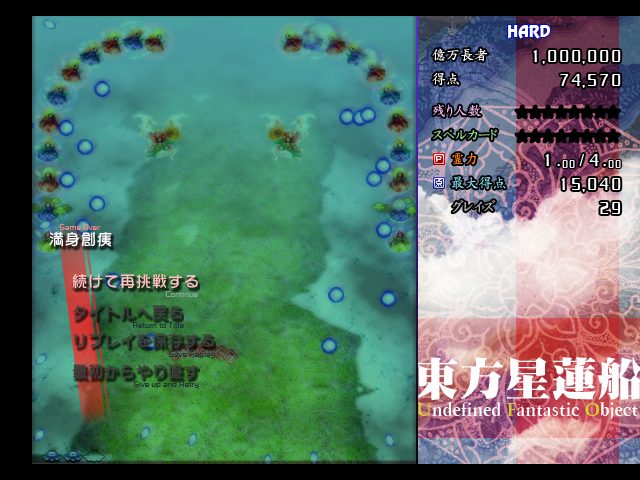 HARD
億万長者 1,000,000
得点 74,570
残り人数
スペルカード
P 霊力 1.00/4.00
点 最大得点 15,040
グレイズ 29
Game Over
満身創痍
続けて再挑戦する
Continue
タイトルへ戻る
Return to Title
リプレイを保存する
Save Replay
最初からやり直す
Give up and Retry
東方星蓮船
Undefined Fantastic Object